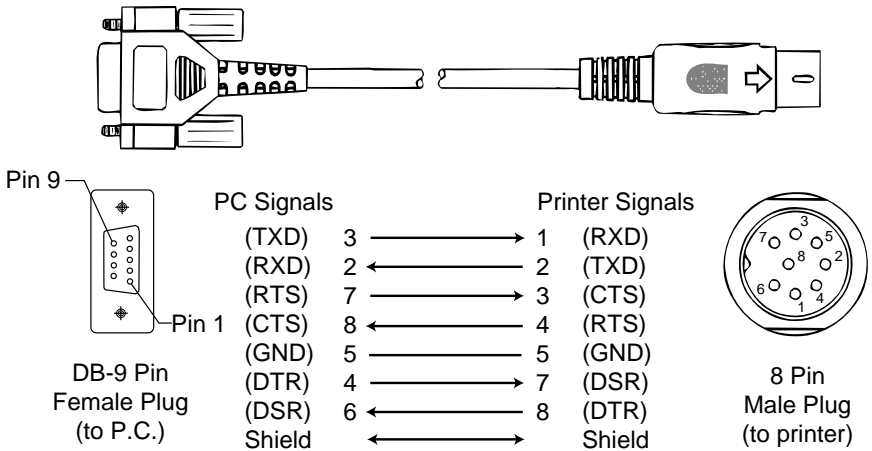 Pin 9
PC Signals Printer Signals
(TXD) 3 1 (RXD)
(RXD) 2 2 (TXD)
(RTS) 7 3 (CTS)
(CTS) 8 4 (RTS)
(GND) 5 5 (GND)
(DTR) 4 7 (DSR)
(DSR) 6 8 (DTR)
Shield Shield
Pin 1
DB-9 Pin
Female Plug
(to P.C.)
3
7 5
8 2
6 4
1
8 Pin
Male Plug
(to printer)